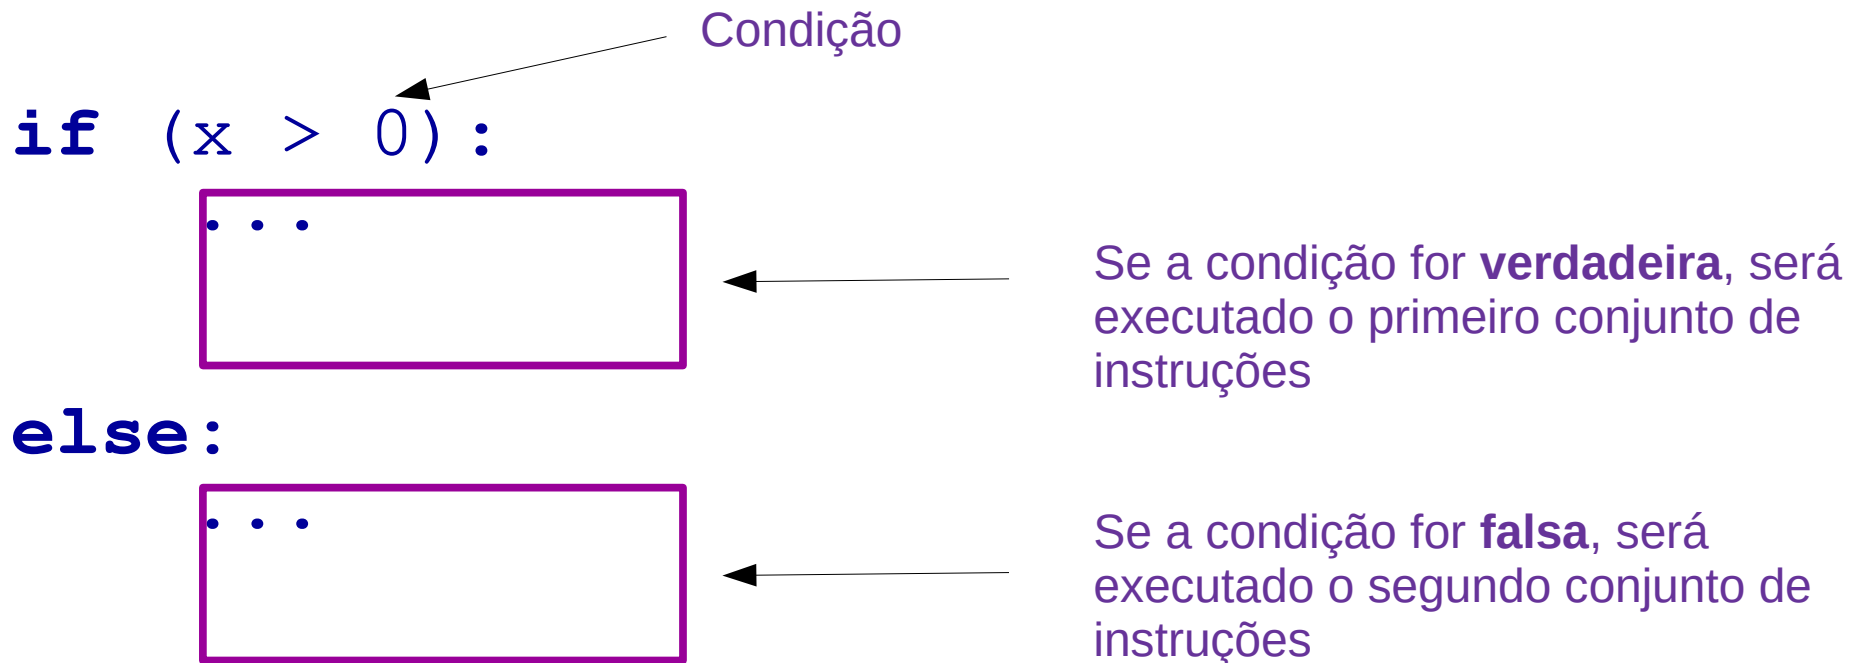 Condição
if (x > 0):
...
Se a condição for verdadeira, será
executado o primeiro conjunto de
instruções
else:
...
Se a condição for falsa, será
executado o segundo conjunto de
instruções